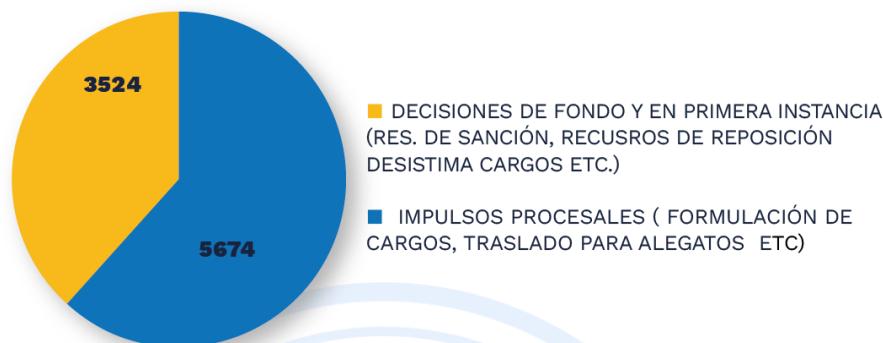 3524
5674
DECISIONES DE FONDO Y EN PRIMERA INSTANCIA
(RES. DE SANCIÓN, RECUSROS DE REPOSICIÓN
DESISTIMA CARGOS ETC.)
IMPULSOS PROCESALES ( FORMULACIÓN DE
CARGOS, TRASLADO PARA ALEGATOS ETC)